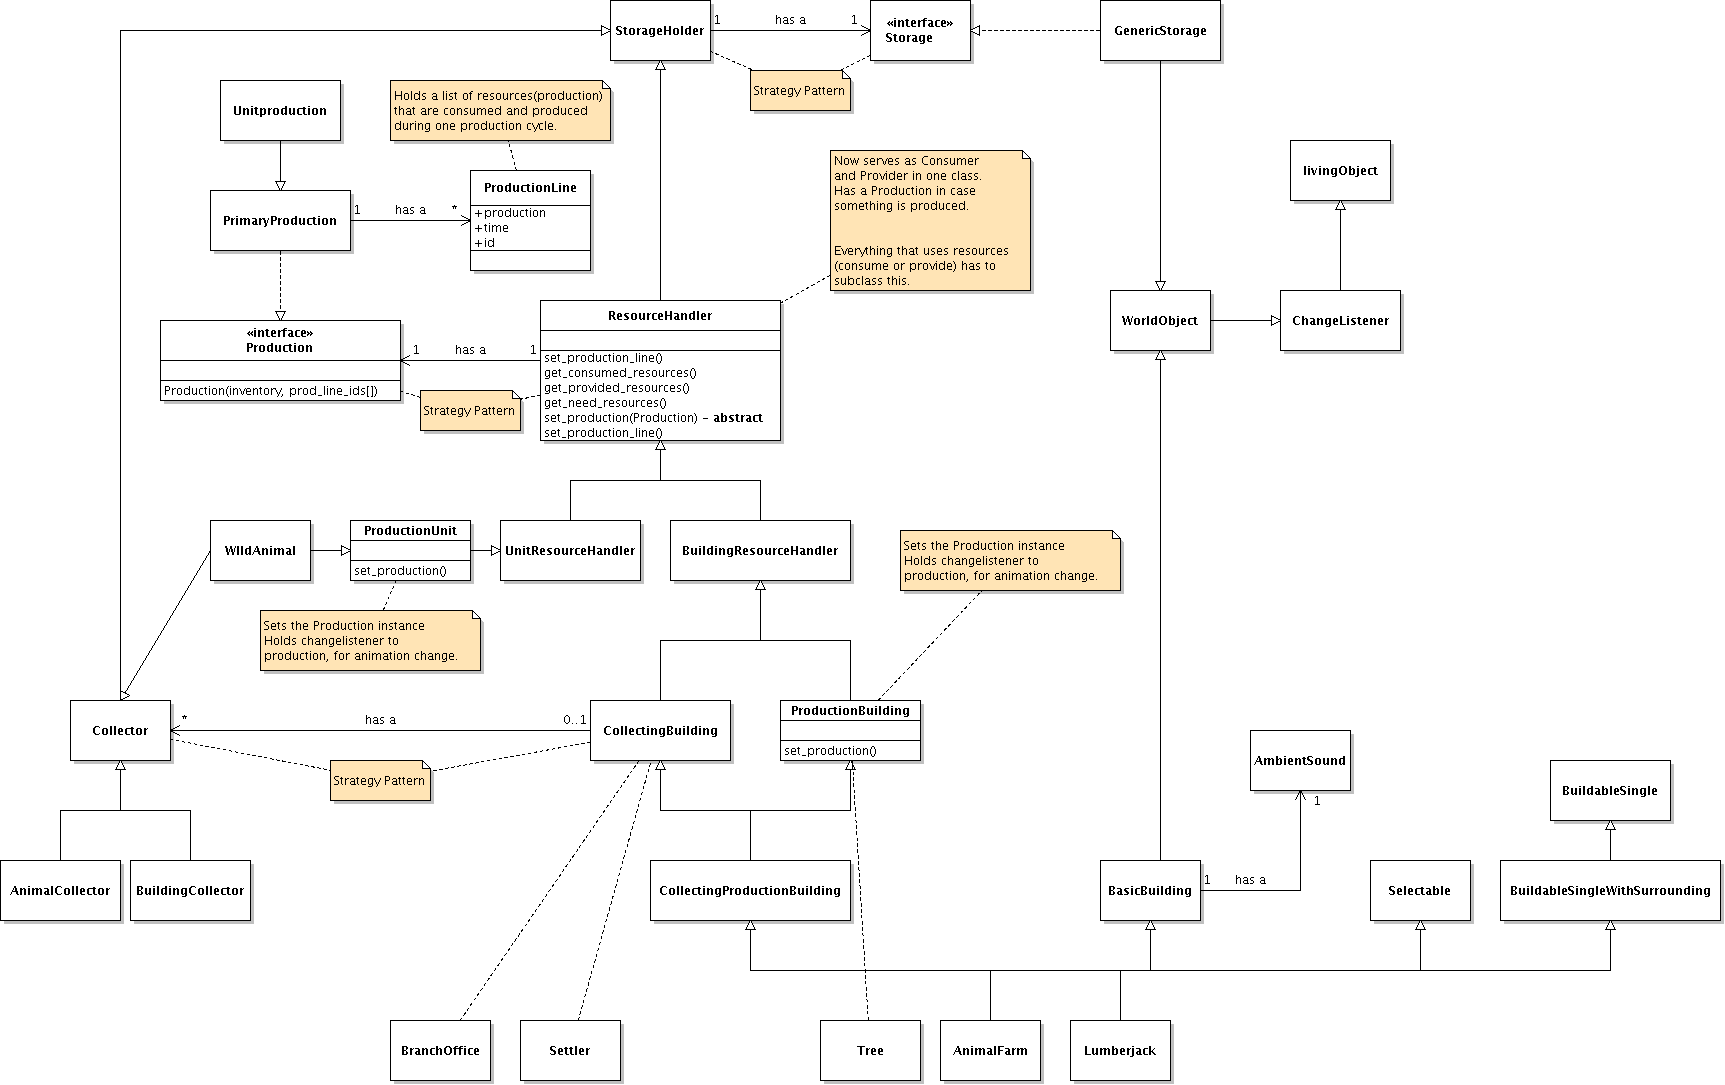 StorageHolder
1
has a
1
«interface»
Storage
GenericStorage
Strategy Pattern
Unitproduction
Holds a list of resources(production)
that are consumed and produced
during one production cycle.
Now serves as Consumer
and Provider in one class.
Has a Production in case
something is produced.
Everything that uses resources
(consume or provide) has to
subclass this.
livingObject
PrimaryProduction
1
has a
*
ProductionLine
+production
+time
+id
«interface»
Production
Production(inventory, prod_line_ids[])
1
has a
1
Strategy Pattern
ResourceHandler
set_production_line()
get_consumed_resources()
get_provided_resources()
get_need_resources()
set_production(Production) - abstract
set_production_line()
WorldObject
ChangeListener
WIldAnimal
ProductionUnit
set_production()
UnitResourceHandler
BuildingResourceHandler
Sets the Production instance
Holds changelistener to
production, for animation change.
Sets the Production instance
Holds changelistener to
production, for animation change.
Collector
*
has a
0..1
CollectingBuilding
ProductionBuilding
set_production()
Strategy Pattern
AmbientSound
1
BuildableSingle
AnimalCollector
BuildingCollector
CollectingProductionBuilding
BasicBuilding
1
has a
Selectable
BuildableSingleWithSurrounding
BranchOffice
Settler
Tree
AnimalFarm
Lumberjack